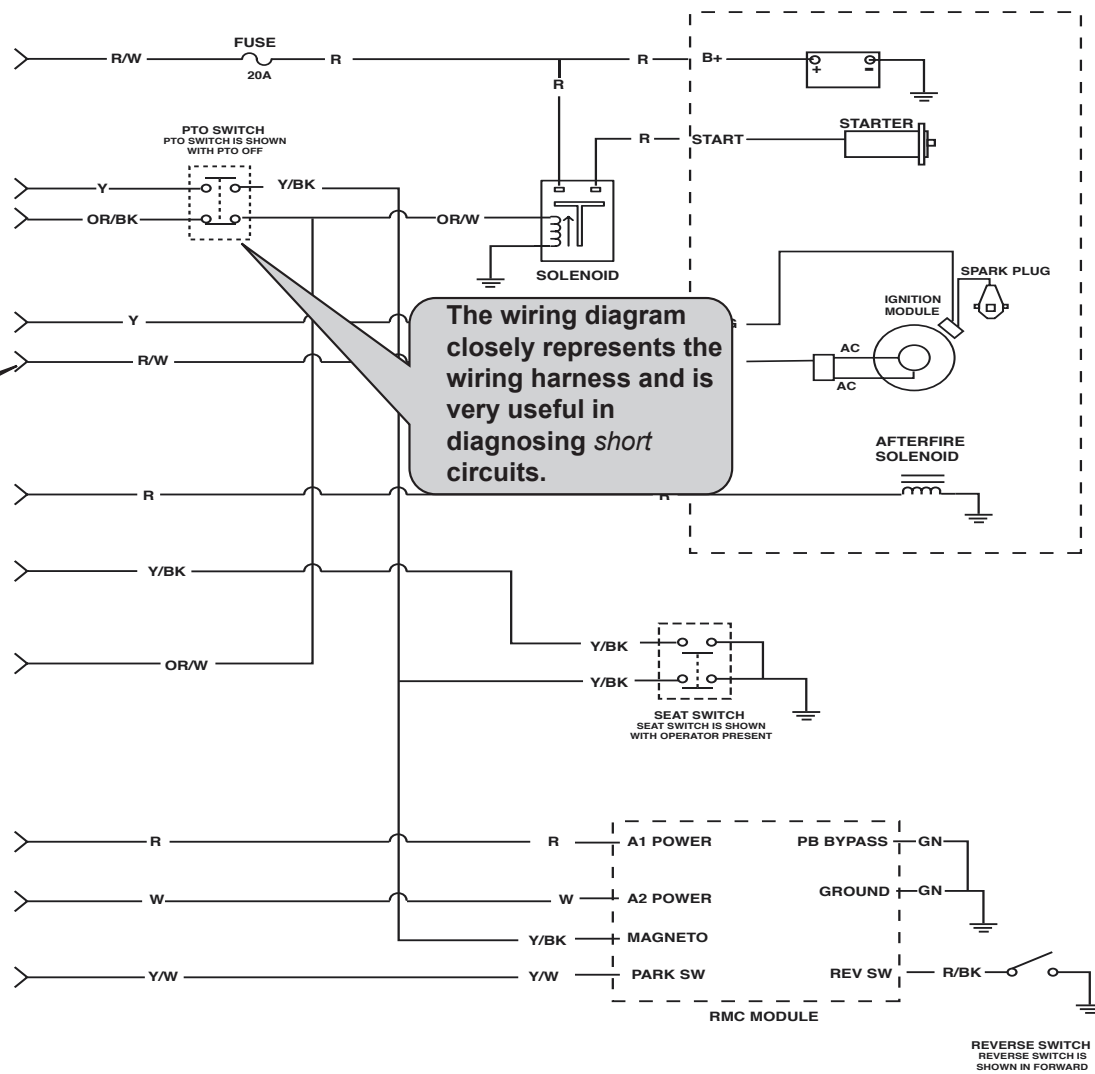 FUSE
R/W
R
20A
R
R
B+
+
-
PTO SWITCH
PTO SWITCH IS SHOWN
WITH PTO OFF
R
START
STARTER
Y
Y/BK
OR/BK
OR/W
SOLENOID
SPARK PLUG
IGNITION
MODULE
Y
R/W
AC
AC
The wiring diagram
closely represents the
wiring harness and is
very useful in
diagnosing short
circuits.
AFTERFIRE
SOLENOID
R
Y/BK
Y/BK
OR/W
Y/BK
SEAT SWITCH
SEAT SWITCH IS SHOWN
WITH OPERATOR PRESENT
R
R
A1 POWER
PB BYPASS
GN
W
W
A2 POWER
GROUND
GN
Y/BK
MAGNETO
Y/W
Y/W
PARK SW
REV SW
R/BK
RMC MODULE
REVERSE SWITCH
REVERSE SWITCH IS
SHOWN IN FORWARD